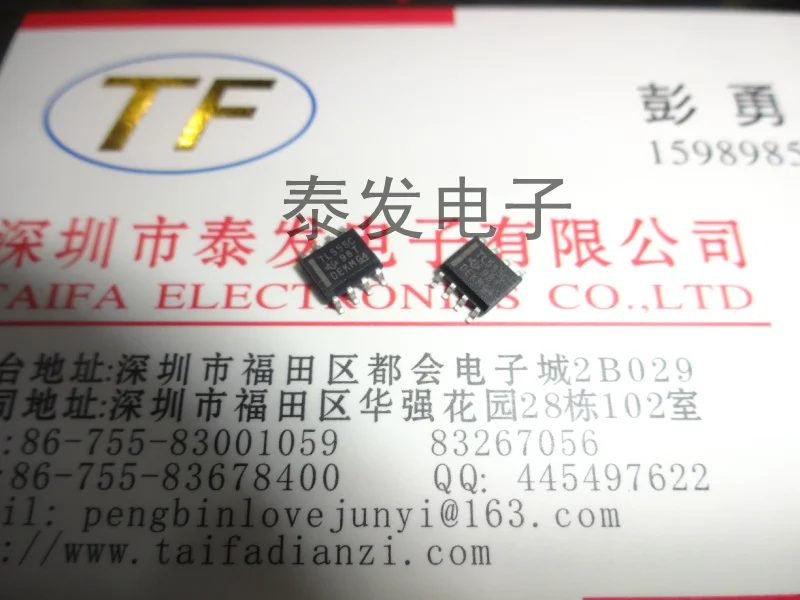 TF
彭 勇
1598985
泰发电子
深圳市泰发电子有限公司
TAIFA ELECTRONICS CO.,LTD
TL555C
98T
台地址:深圳市福田区都会电子城2B029
司地址:深圳市福田区华强花园28栋102室
:86-755-83001059 83267056
:86-755-83678400 QQ: 445497622
il: pengbinlovejunyi@163.com
://www.taifadianzi.com